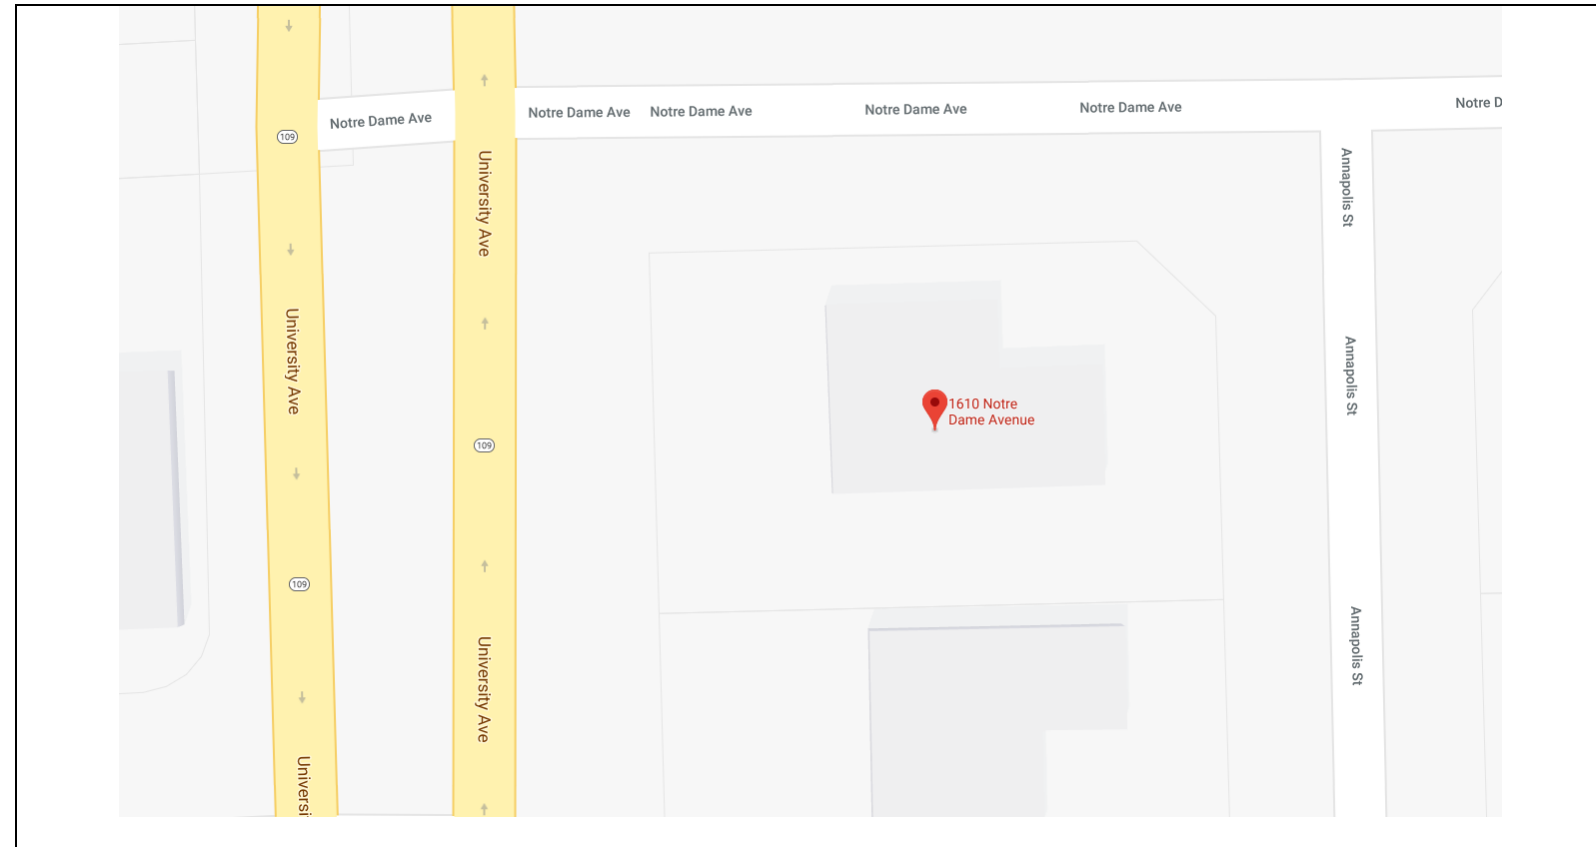 Notre Dame Ave
Notre Dame Ave
Notre Dame Ave
Notre Dame Ave
Notre Dame Ave
Notre D
109
University Ave
Annapolis St
University Ave
Annapolis St
1610 Notre
Dame Avenue
109
109
University Ave
Annapolis St
Universi